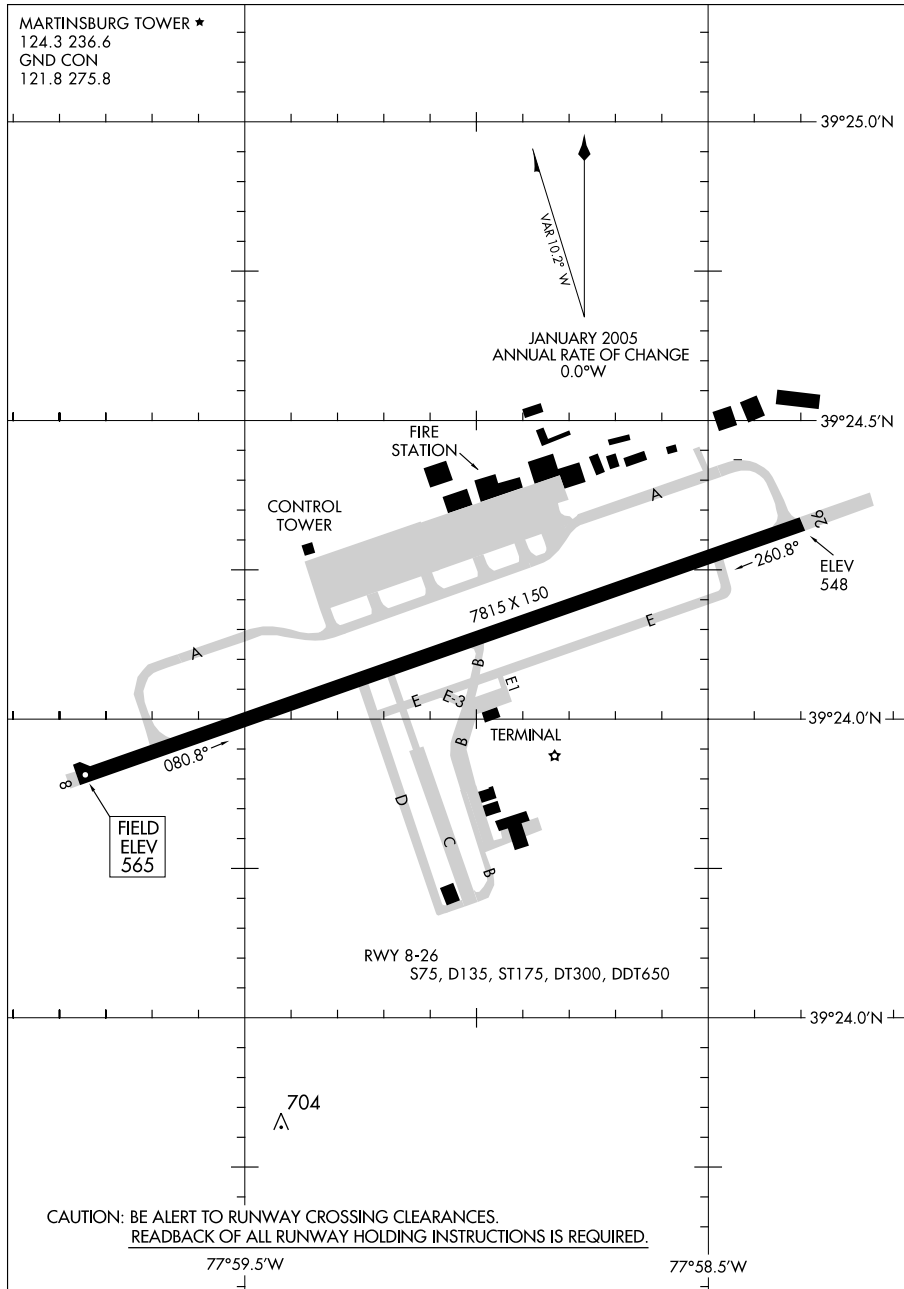 MARTINSBURG TOWER
124.3 236.6
GND CON
121.8 275.8
39°25.0'N
VAR 10.2° W
JANUARY 2005
ANNUAL RATE OF CHANGE
0.0°W
39°24.5'N
FIRE
STATION
CONTROL
TOWER
A
26
260.8°
ELEV
548
7815 X 150
A
B
E
E
E-3
E1
39°24.0'N
TERMINAL
B
080.8°
8
D
FIELD
ELEV
565
C
B
RWY 8-26
S75, D135, ST175, DT300, DDT650
39°24.0'N
704
CAUTION: BE ALERT TO RUNWAY CROSSING CLEARANCES.
READBACK OF ALL RUNWAY HOLDING INSTRUCTIONS IS REQUIRED.
77°59.5'W
77°58.5'W